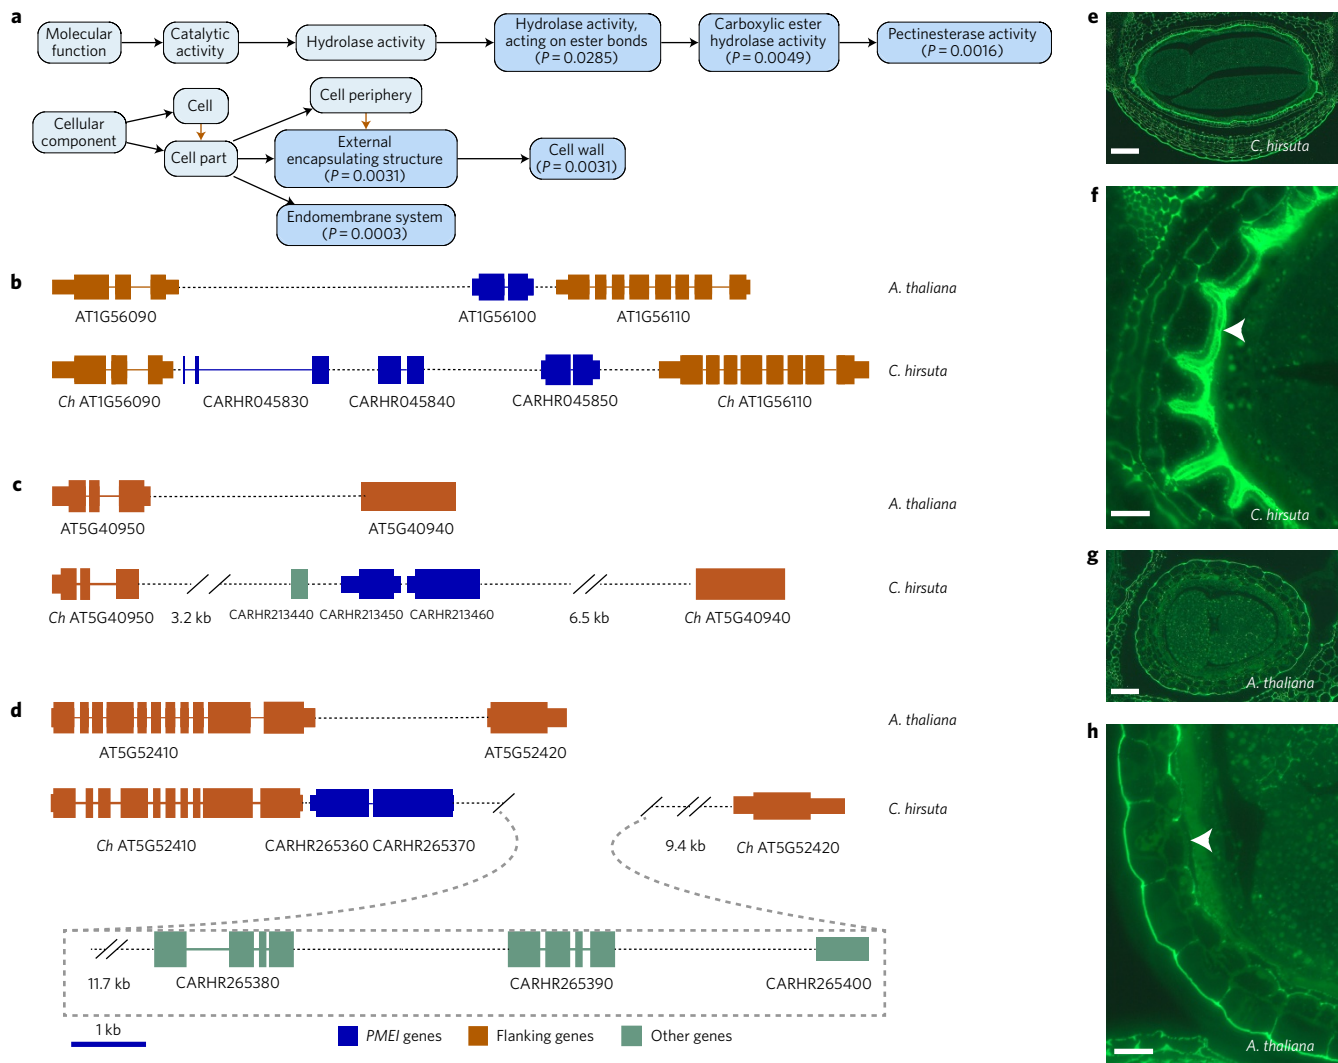 a
Molecular
function
Catalytic
activity
Hydrolase activity
Hydrolase activity,
acting on ester bonds
(P = 0.0285)
Carboxylic ester
hydrolase activity
(P = 0.0049)
Pectinesterase activity
(P = 0.0016)
Cellular
component
Cell
Cell part
Cell periphery
External
encapsulating structure
(P = 0.0031)
Cell wall
(P = 0.0031)
Endomembrane system
(P = 0.0003)
b
A. thaliana
AT1G56090
AT1G56100
AT1G56110
C. hirsuta
Ch AT1G56090
CARHR045830
CARHR045840
CARHR045850
Ch AT1G56110
c
A. thaliana
AT5G40950
AT5G40940
C. hirsuta
Ch AT5G40950
3.2 kb
CARHR213440
CARHR213450
CARHR213460
6.5 kb
Ch AT5G40940
d
A. thaliana
AT5G52410
AT5G52420
C. hirsuta
Ch AT5G52410
CARHR265360
CARHR265370
9.4 kb
Ch AT5G52420
11.7 kb
CARHR265380
CARHR265390
CARHR265400
1 kb
PMEI genes
Flanking genes
Other genes
e
C. hirsuta
f
C. hirsuta
g
A. thaliana
h
A. thaliana